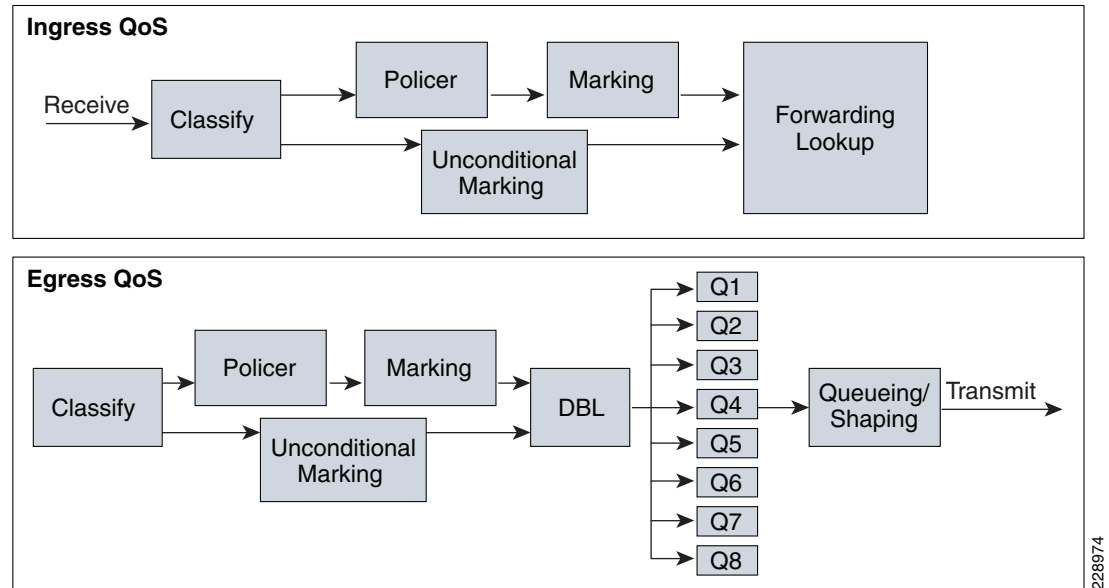 Ingress QoS
Receive
Classify
Policer
Marking
Unconditional
Marking
Forwarding
Lookup
Egress QoS
Classify
Policer
Marking
Unconditional
Marking
DBL
Q1
Q2
Q3
Q4
Q5
Q6
Q7
Q8
Queueing/
Shaping
Transmit
228974